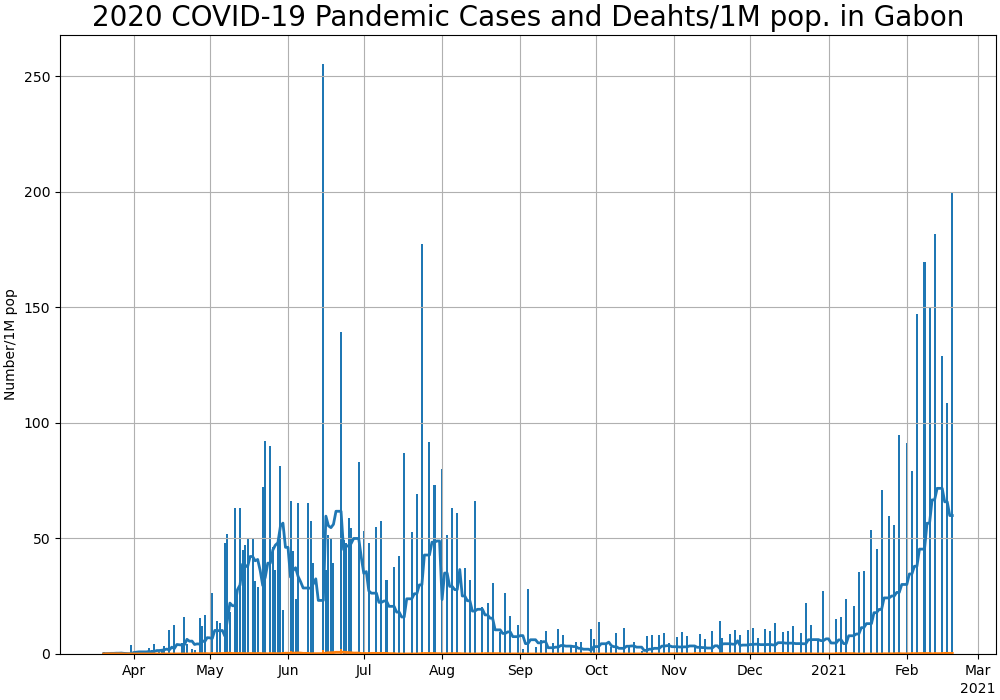 2020 COVID-19 Pandemic Cases and Deahts/1M pop. in Gabon
Number/1M pop
250
200
150
100
50
0
Apr May Jun Jul Aug Sep Oct Nov Dec 2021 Feb Mar
2021